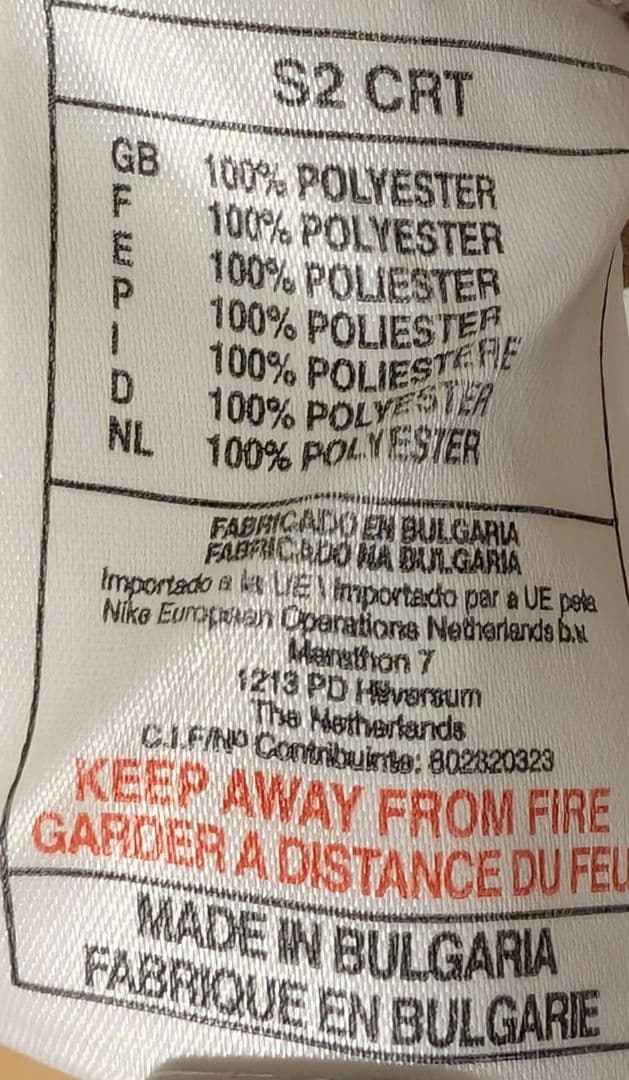 S2 CRT
GB 100% POLYESTER
F 100% POLYESTER
E 100% POLIESTER
P 100% POLIESTER
I 100% POLIESTERE
D 100% POLYESTER
NL 100% POLYESTER
FABRICADO EN BULGARIA
FABRICADO NA BULGARIA
Importado a la UE \ Importado par a UE pela
Nike European Operations Netherlands b.v.
Marathon 7
1213 PD Hilversum
The Netherlands
C.I.F/Nº Contribuinte: 802820323
KEEP AWAY FROM FIRE
GARDER A DISTANCE DU FEU
MADE IN BULGARIA
FABRIQUE EN BULGARIE